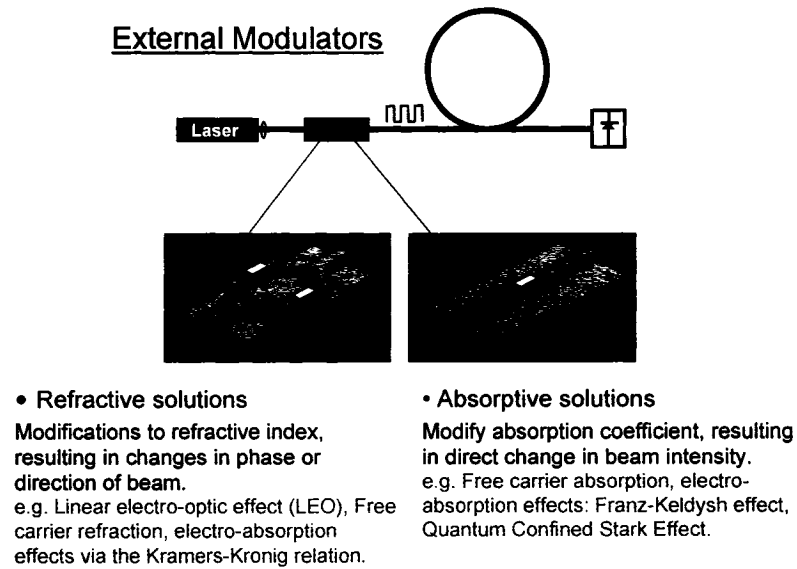 External Modulators
Laser
• Refractive solutions
Modifications to refractive index,
resulting in changes in phase or
direction of beam.
e.g. Linear electro-optic effect (LEO), Free
carrier refraction, electro-absorption
effects via the Kramers-Kronig relation.
• Absorptive solutions
Modify absorption coefficient, resulting
in direct change in beam intensity.
e.g. Free carrier absorption, electro-
absorption effects: Franz-Keldysh effect,
Quantum Confined Stark Effect.